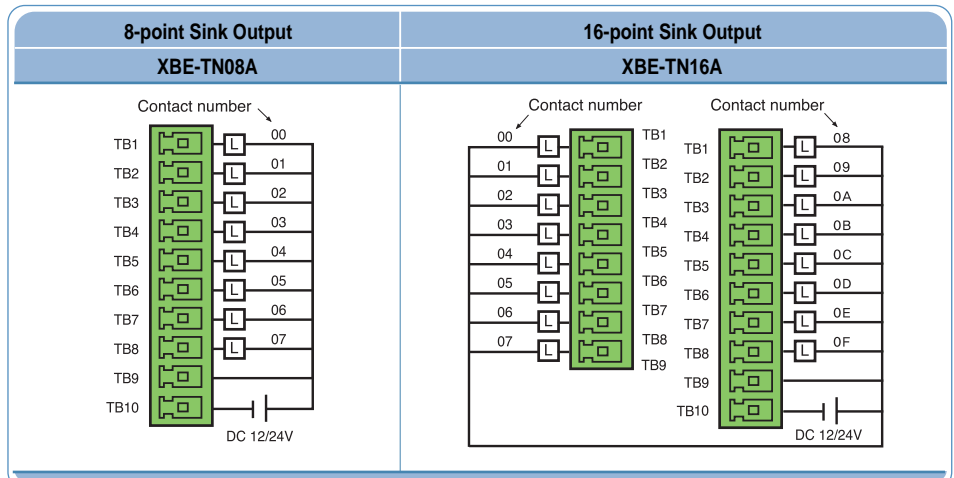 8-point Sink Output
16-point Sink Output
XBE-TN08A
XBE-TN16A
Contact number
TB1 L 00
TB2 L 01
TB3 L 02
TB4 L 03
TB5 L 04
TB6 L 05
TB7 L 06
TB8 L 07
TB9
TB10
DC 12/24V
Contact number
00 L TB1
01 L TB2
02 L TB3
03 L TB4
04 L TB5
05 L TB6
06 L TB7
07 L TB8
TB9
Contact number
TB1 L 08
TB2 L 09
TB3 L 0A
TB4 L 0B
TB5 L 0C
TB6 L 0D
TB7 L 0E
TB8 L 0F
TB9
TB10
DC 12/24V